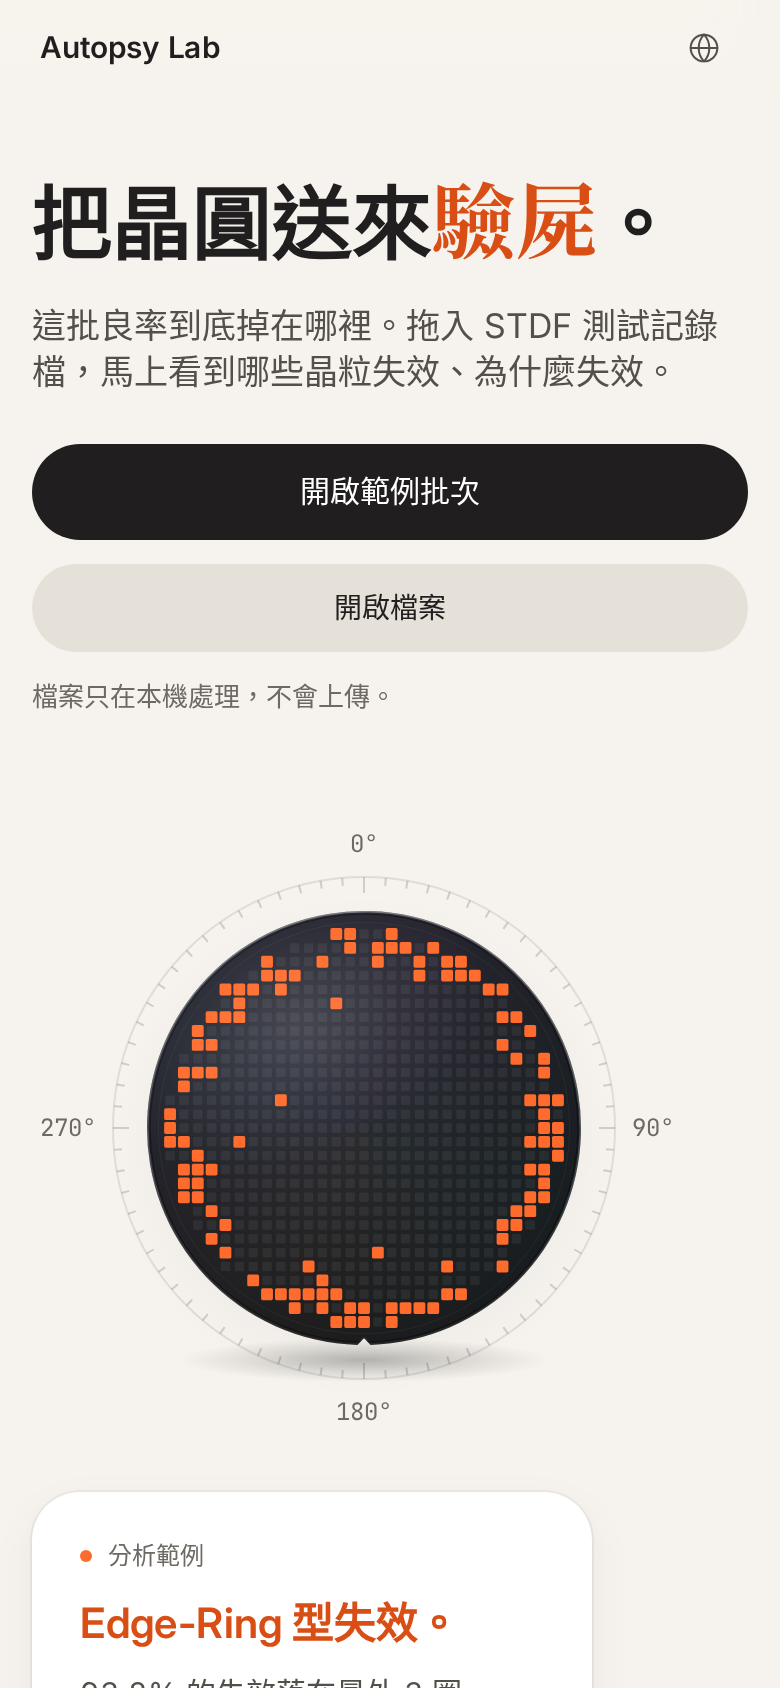 Autopsy Lab
把晶圓送來驗屍。
這批良率到底掉在哪裡。拖入 STDF 測試記錄
檔，馬上看到哪些晶粒失效、為什麼失效。
開啟範例批次
開啟檔案
檔案只在本機處理，不會上傳。
0°
270°
90°
180°
分析範例
Edge-Ring 型失效。